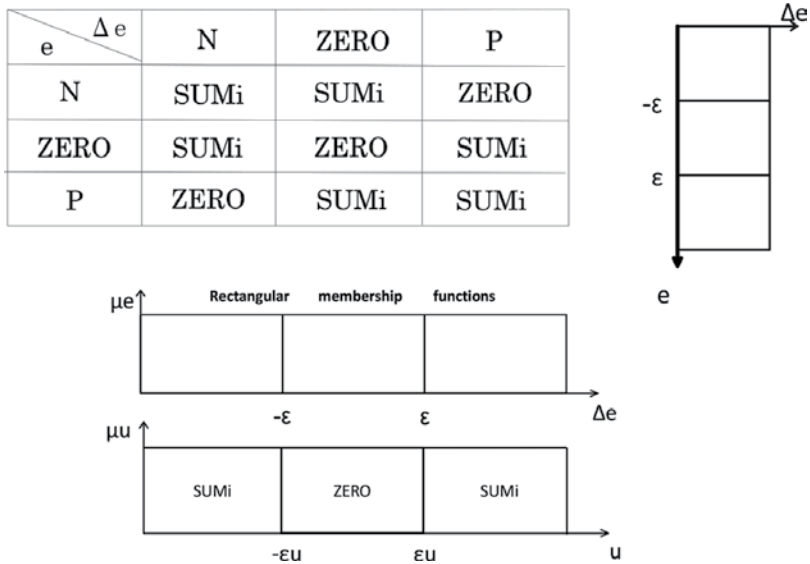 Δ e
e
N ZERO P
N SUMi SUMi ZERO
ZERO SUMi ZERO SUMi
P ZERO SUMi SUMi
Δe
-ε
ε
e
μe Rectangular membership functions
-ε ε Δe
μu
SUMi ZERO SUMi
-εu εu u